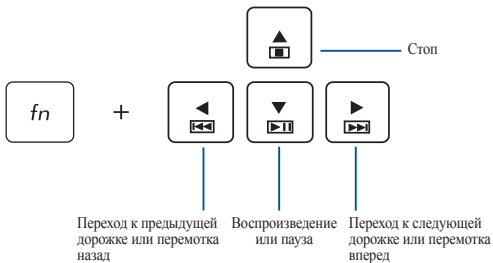 Стоп
fn +
Переход к предыдущей
дорожке или перемотка
назад
Воспроизведение
или пауза
Переход к следующей
дорожке или перемотка
вперед